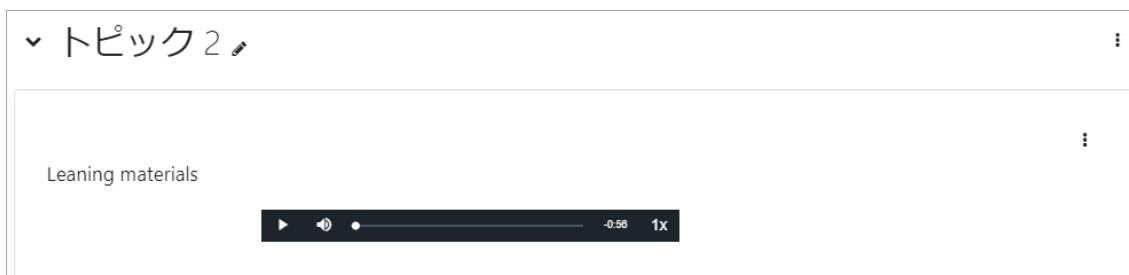 トピック 2
Leaning materials
-0:56 1x